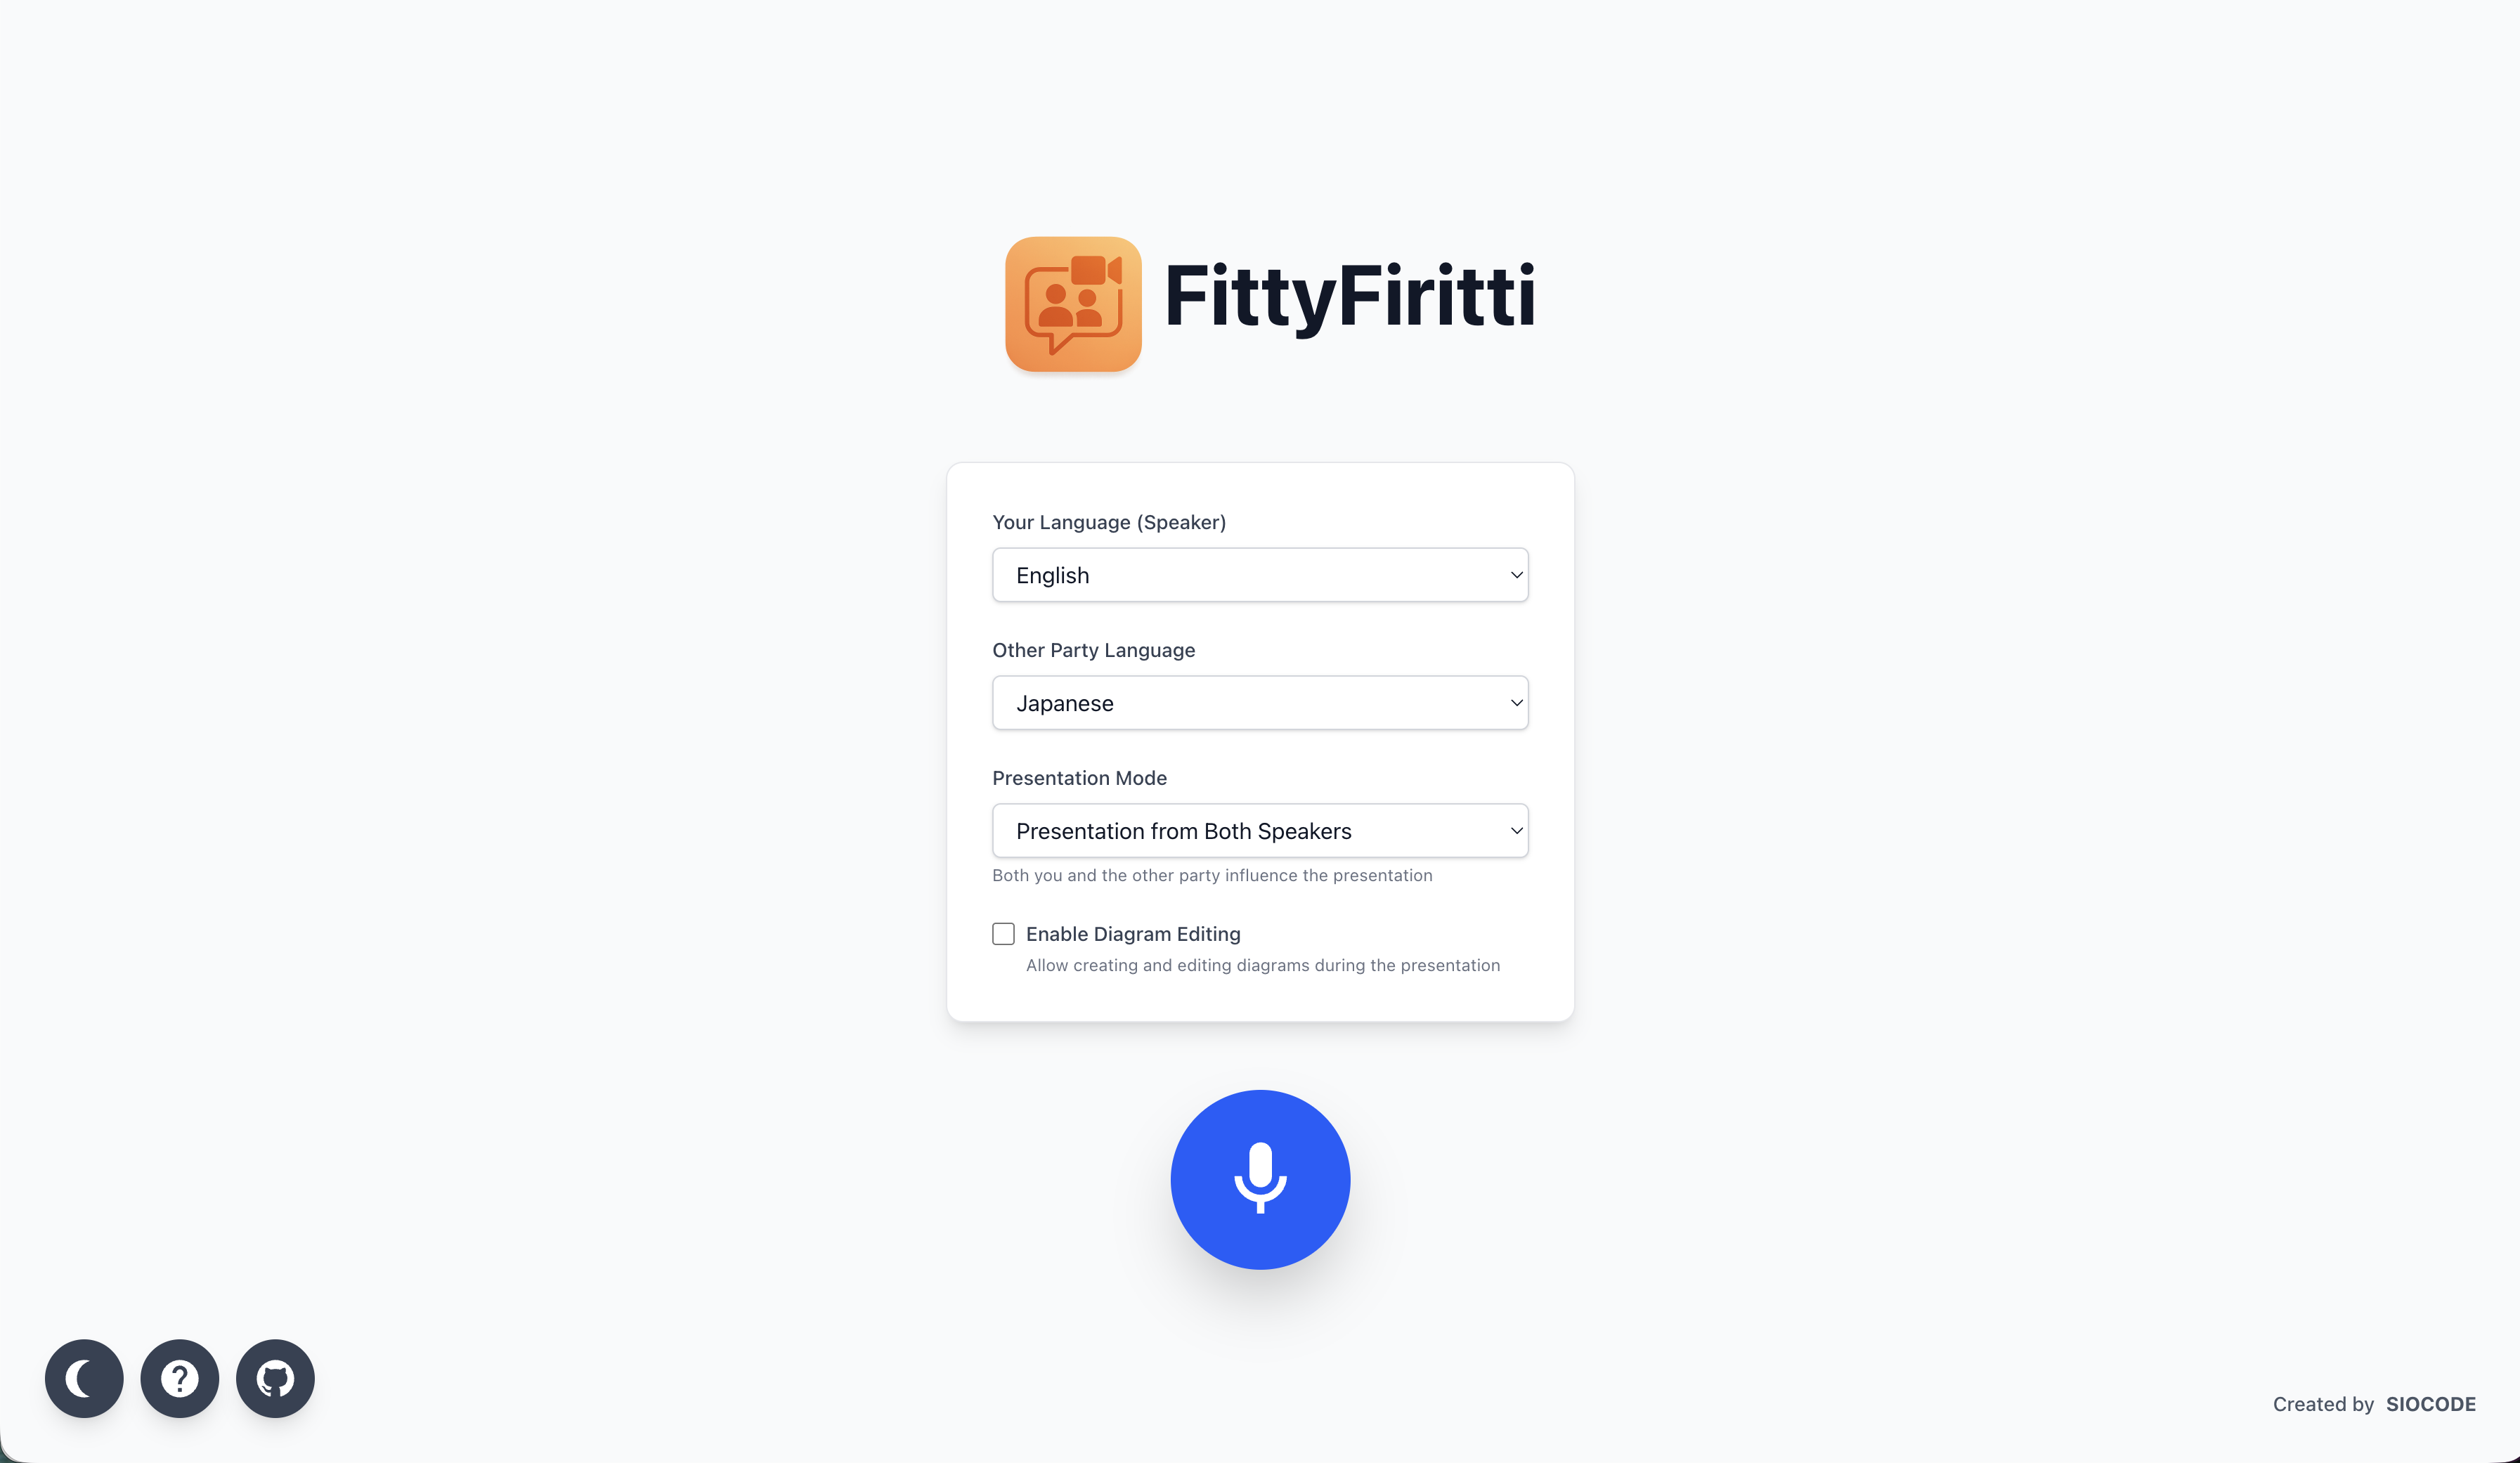 FittyFiritti
Your Language (Speaker)
English
Other Party Language
Japanese
Presentation Mode
Presentation from Both Speakers
Both you and the other party influence the presentation
Enable Diagram Editing
Allow creating and editing diagrams during the presentation
Created by SIOCODE